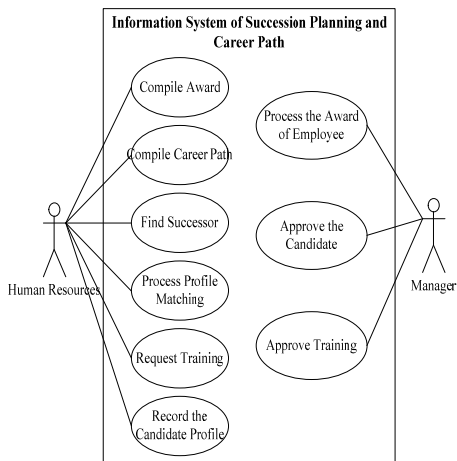 Information System of Succession Planning and
Career Path
Compile Award
Compile Career Path
Find Successor
Process Profile
Matching
Request Training
Record the
Candidate Profile
Process the Award
of Employee
Approve the
Candidate
Approve Training
Human Resources
Manager